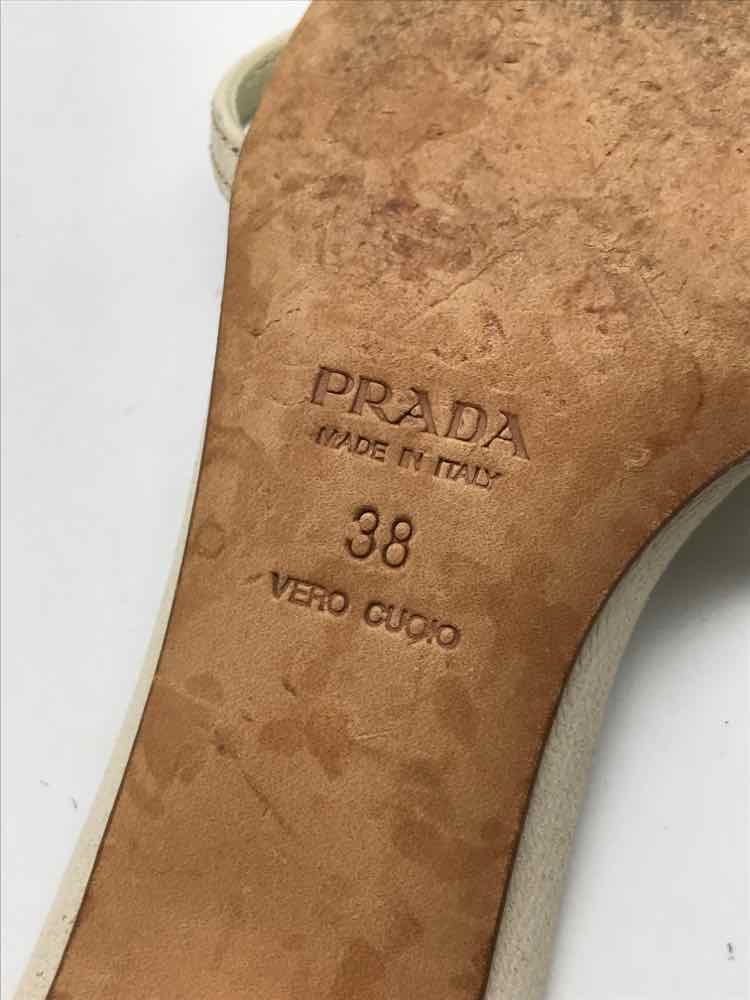 PRADA
MADE IN ITALY
38
VERO CUOIO